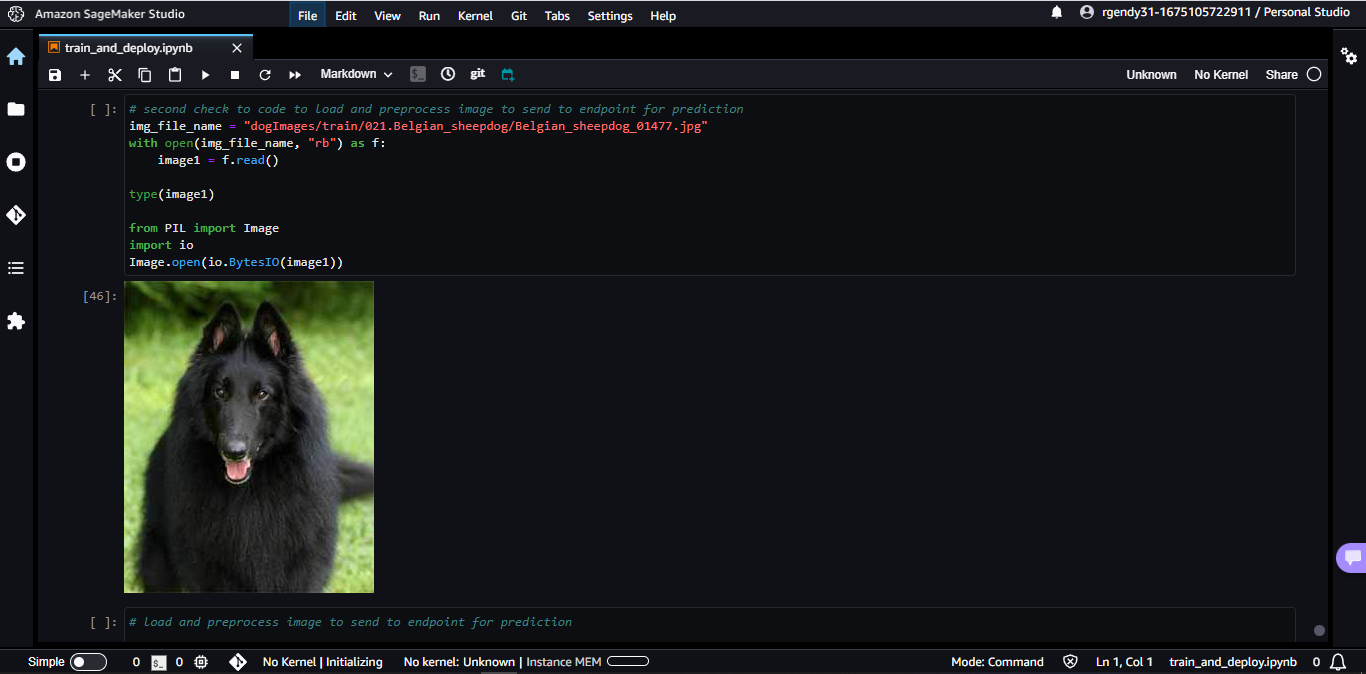 Amazon SageMaker Studio
File Edit View Run Kernel Git Tabs Settings Help
rgendy31-1675105722911 / Personal Studio
train_and_deploy.ipynb
Markdown
git
Unknown No Kernel Share
[ ]: # second check to code to load and preprocess image to send to endpoint for prediction
img_file_name = "dogImages/train/021.Belgian_sheepdog/Belgian_sheepdog_01477.jpg"
with open(img_file_name, "rb") as f:
    image1 = f.read()
type(image1)
from PIL import Image
import io
Image.open(io.BytesIO(image1))
[46]:
[ ]: # load and preprocess image to send to endpoint for prediction
Simple 0 $_ 0 No Kernel | Initializing No kernel: Unknown | Instance MEM Mode: Command Ln 1, Col 1 train_and_deploy.ipynb 0